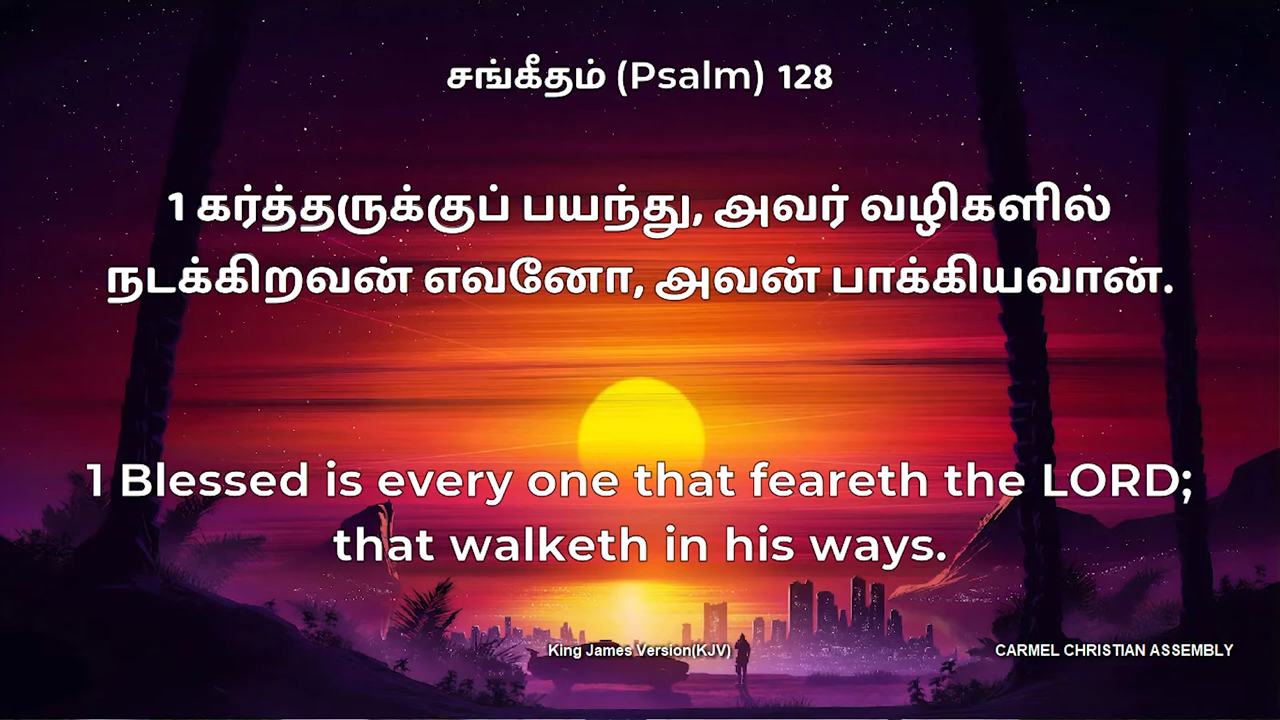 சங்கீதம் (Psalm) 128
1 கர்த்தருக்குப் பயந்து, அவர் வழிகளில்
நடக்கிறவன் எவனோ, அவன் பாக்கியவான்.
1 Blessed is every one that feareth the LORD;
that walketh in his ways.
King James Version(KJV)
CARMEL CHRISTIAN ASSEMBLY